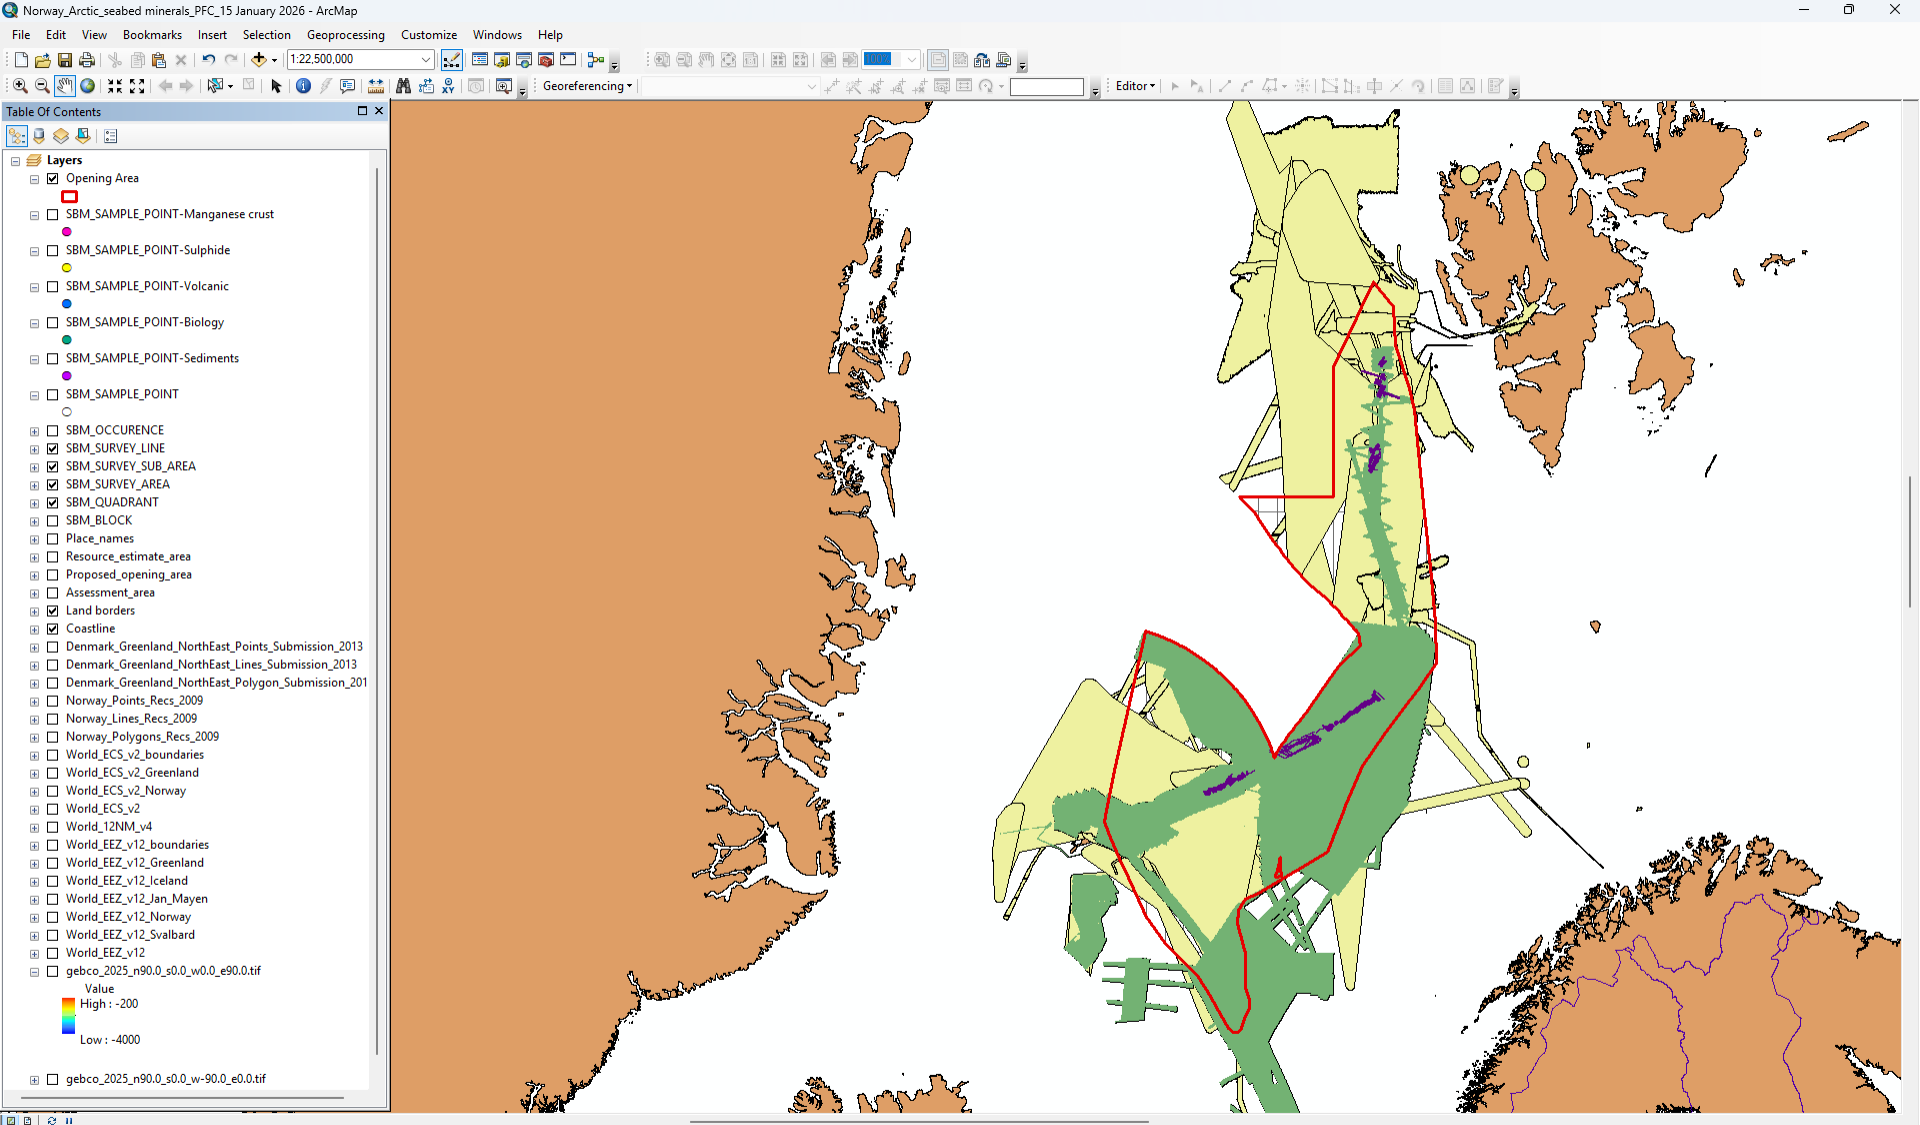 Norway_Arctic_seabed minerals_PFC_15 January 2026 - ArcMap
File Edit View Bookmarks Insert Selection Geoprocessing Customize Windows Help
1:22,500,000
100%
Georeferencing
Editor
Table Of Contents
Layers
Opening Area
SBM_SAMPLE_POINT-Manganese crust
SBM_SAMPLE_POINT-Sulphide
SBM_SAMPLE_POINT-Volcanic
SBM_SAMPLE_POINT-Biology
SBM_SAMPLE_POINT-Sediments
SBM_SAMPLE_POINT
SBM_OCCURENCE
SBM_SURVEY_LINE
SBM_SURVEY_SUB_AREA
SBM_SURVEY_AREA
SBM_QUADRANT
SBM_BLOCK
Place_names
Resource_estimate_area
Proposed_opening_area
Assessment_area
Land borders
Coastline
Denmark_Greenland_NorthEast_Points_Submission_2013
Denmark_Greenland_NorthEast_Lines_Submission_2013
Denmark_Greenland_NorthEast_Polygon_Submission_201
Norway_Points_Recs_2009
Norway_Lines_Recs_2009
Norway_Polygons_Recs_2009
World_ECS_v2_boundaries
World_ECS_v2_Greenland
World_ECS_v2_Norway
World_ECS_v2
World_12NM_v4
World_EEZ_v12_boundaries
World_EEZ_v12_Greenland
World_EEZ_v12_Iceland
World_EEZ_v12_Jan_Mayen
World_EEZ_v12_Norway
World_EEZ_v12_Svalbard
World_EEZ_v12
gebco_2025_n90.0_s0.0_w0.0_e90.0.tif
Value
High : -200
Low : -4000
gebco_2025_n90.0_s0.0_w-90.0_e0.0.tif